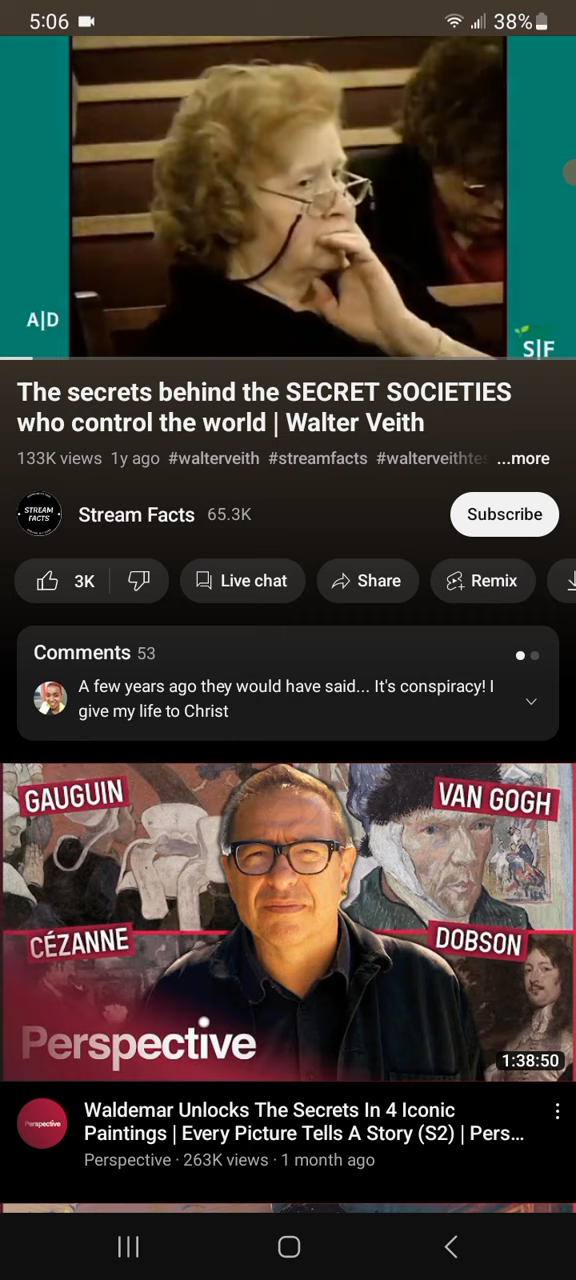 5:06
38%
A|D
S|F
The secrets behind the SECRET SOCIETIES
who control the world | Walter Veith
133K views 1y ago #walterveith #streamfacts #walterveithtes ...more
STREAM
FACTS
Stream Facts 65.3K
Subscribe
3K
Live chat
Share
Remix
Comments 53
A few years ago they would have said... It's conspiracy! I
give my life to Christ
GAUGUIN
VAN GOGH
CÉZANNE
DOBSON
Perspective
1:38:50
Perspective
Waldemar Unlocks The Secrets In 4 Iconic
Paintings | Every Picture Tells A Story (S2) | Pers...
Perspective · 263K views · 1 month ago